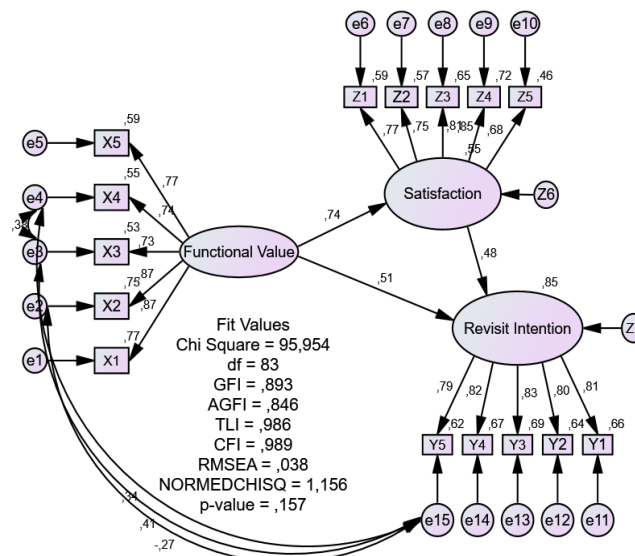 e6 e7 e8 e9 e10
,59 ,57 ,65 ,72 ,46
Z1 Z2 Z3 Z4 Z5
,77 ,75 ,81 ,85 ,68
,55
Satisfaction
Z6
,59
e5 X5
,77
,55
e4 X4
,74
,53
e3 X3
,73
,75
e2 X2
,87
,77
e1 X1
,87
Functional Value
,74
,51
,48
,85
Revisit Intention
Fit Values
Chi Square = 95,954
df = 83
GFI = ,893
AGFI = ,846
TLI = ,986
CFI = ,989
RMSEA = ,038
NORMEDCHISQ = 1,156
p-value = ,157
,79 ,82 ,83 ,80 ,81
,62 ,67 ,69 ,64 ,66
Y5 Y4 Y3 Y2 Y1
e15 e14 e13 e12 e11
,34
,41
-,27